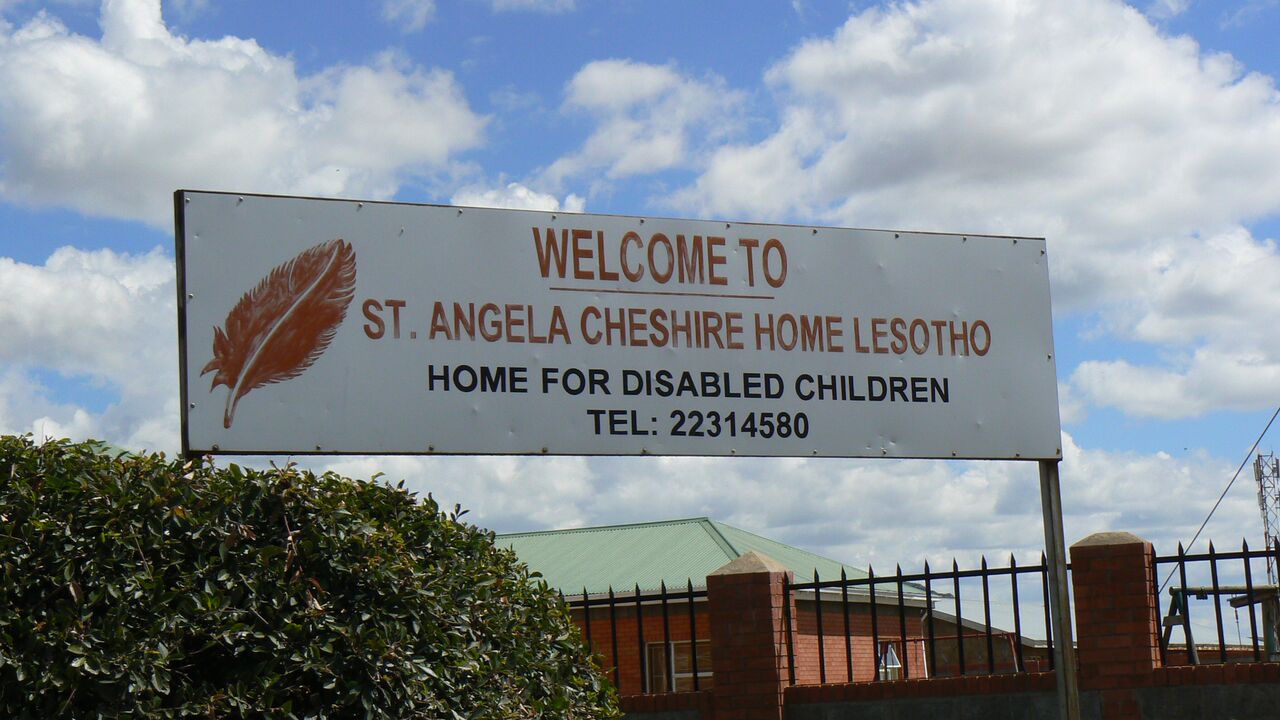 WELCOME TO
ST. ANGELA CHESHIRE HOME LESOTHO
HOME FOR DISABLED CHILDREN
TEL: 22314580